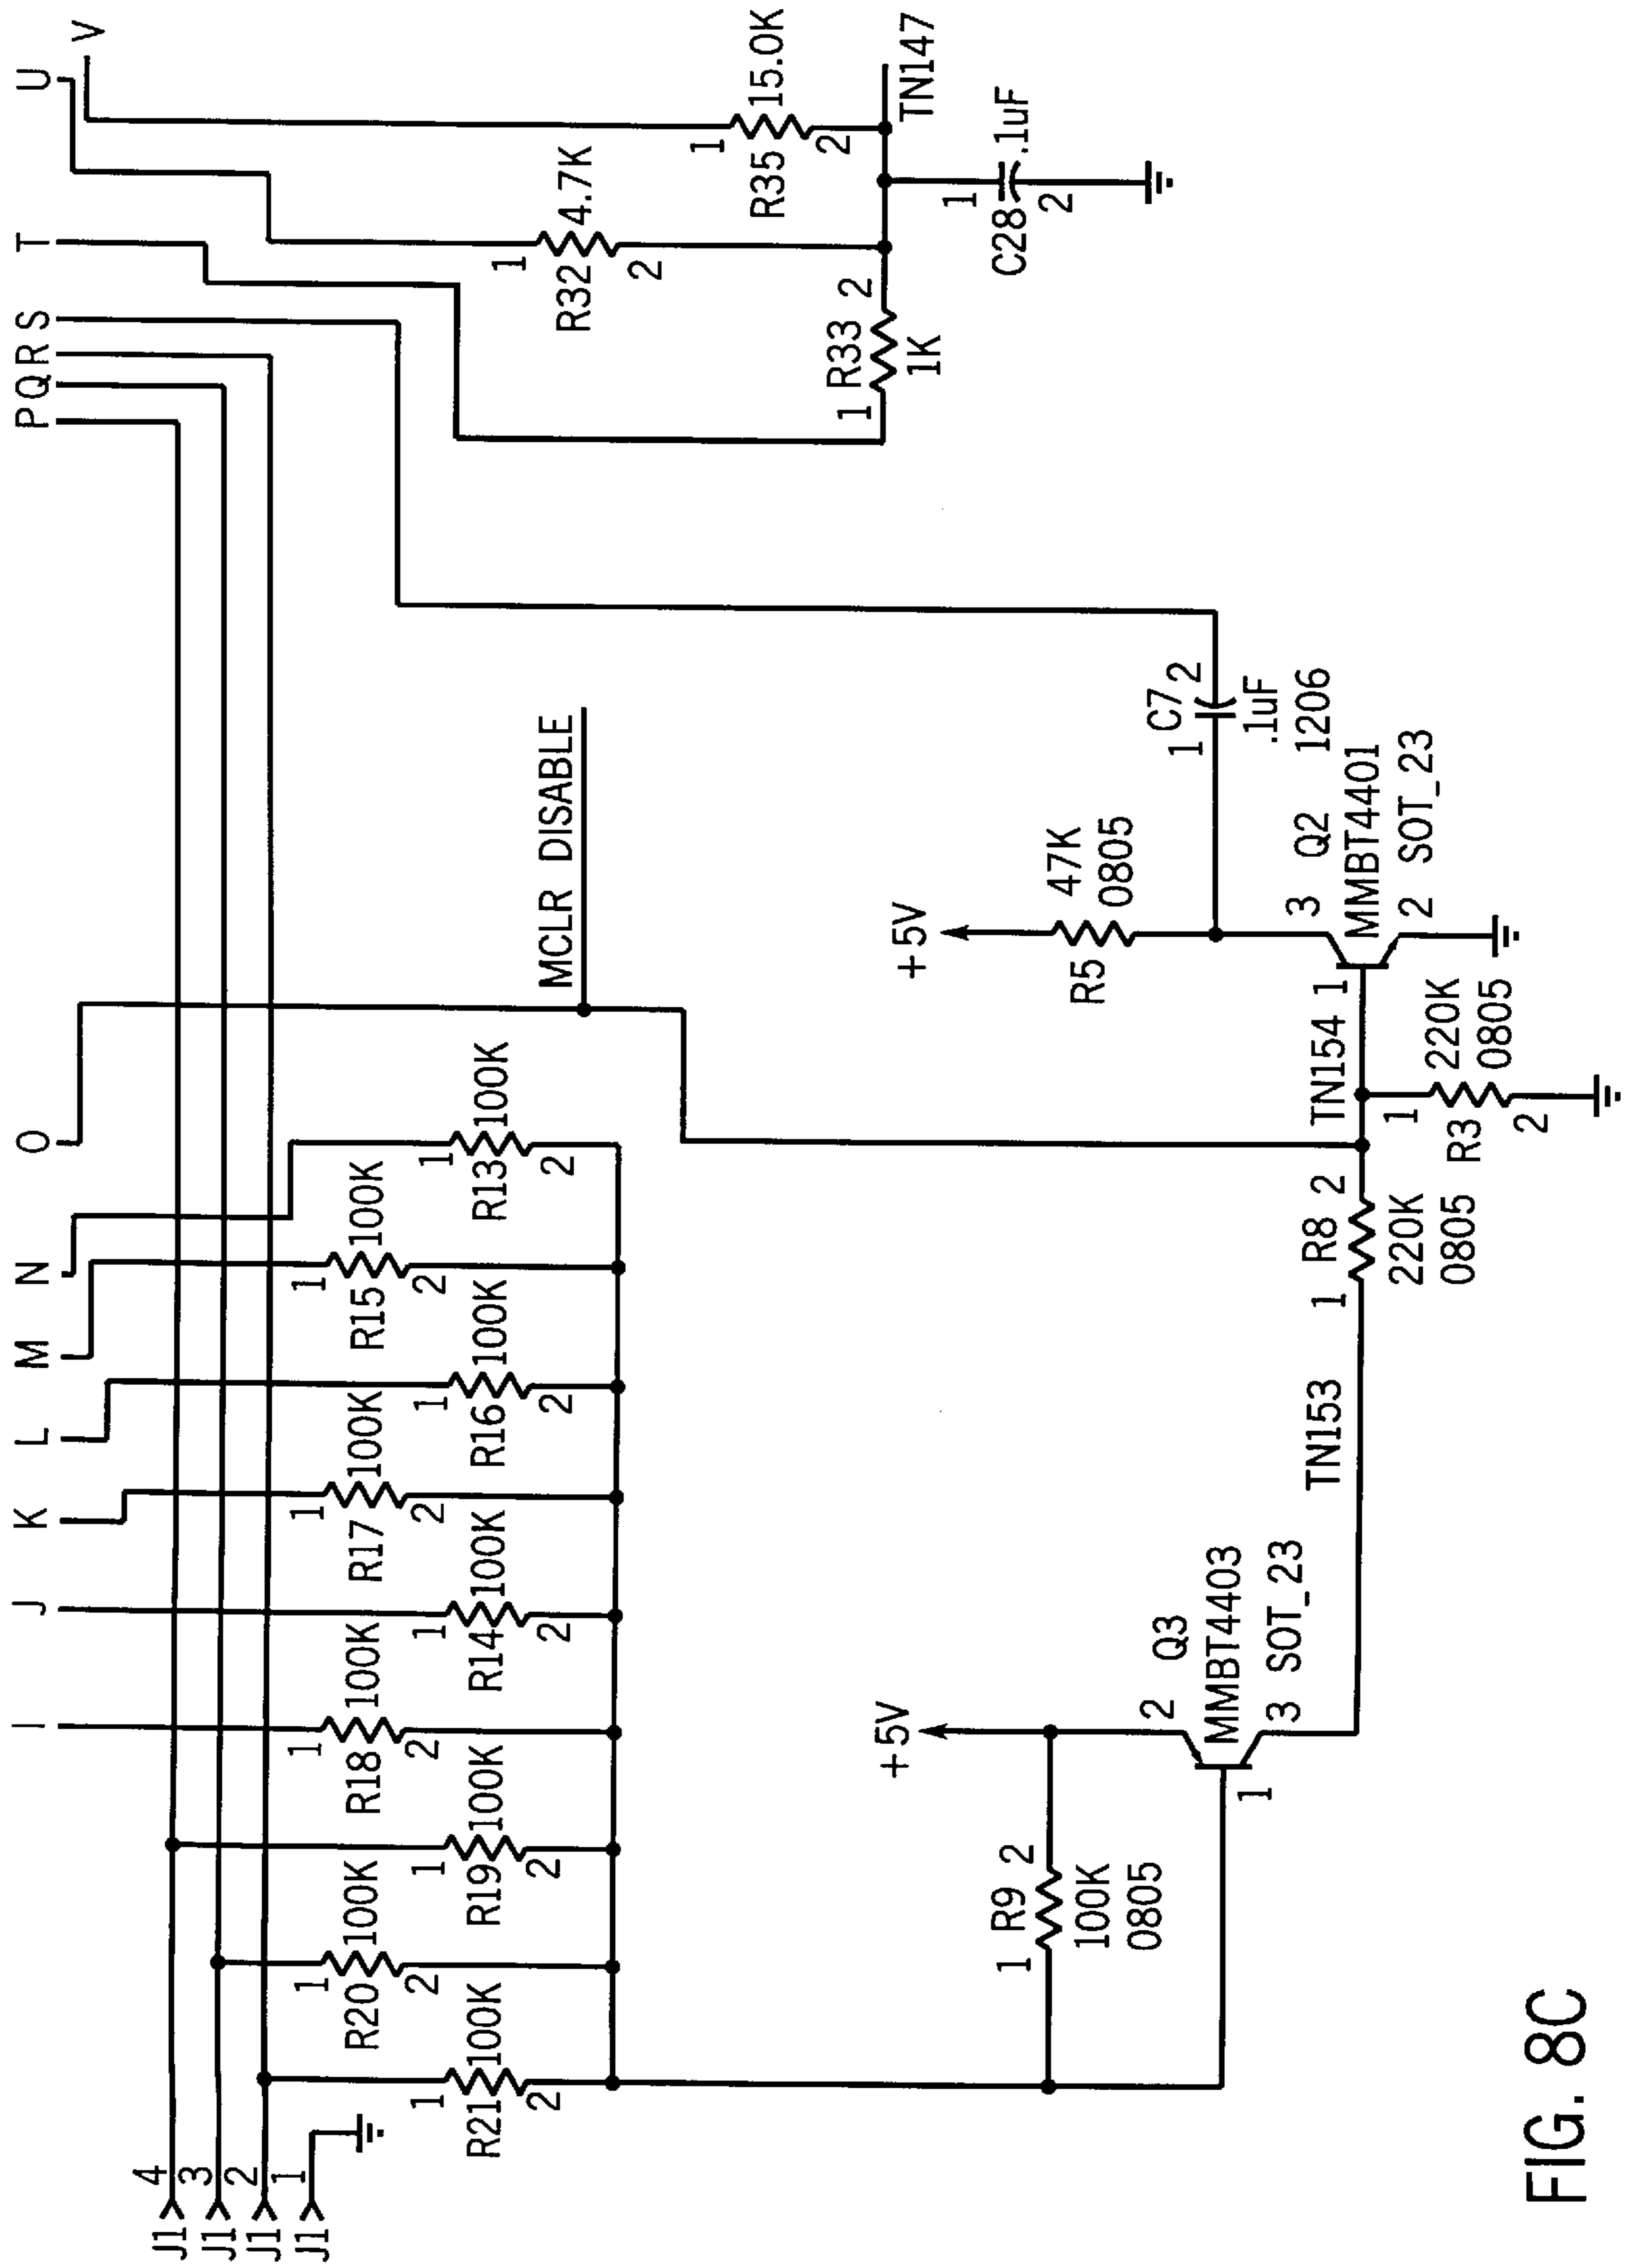 I J K L M N O P Q R S T U V
J1 4
J1 3
J1 2
J1 1
1 R21 100K 2
1 R20 100K 2
1 R19 100K 2
1 R18 100K 2
1 R14 100K 2
1 R17 100K 2
1 R16 100K 2
1 R15 100K 2
1 R13 100K 2
MCLR DISABLE
1 R32 4.7K 2
1 R35 15.0K 2
1 R33 2
1K
TN147
1 C28 .1uF 2
+5V
1 R9 2
100K
0805
2 Q3
MMBT4403
1 3 SOT_23
TN153
1 R8 2
220K
0805
TN154
1 R3 2
220K
0805
+5V
R5 47K
0805
1 C7 2
.1uF
1206
3 Q2
MMBT4401
1 2 SOT_23
FIG. 8C